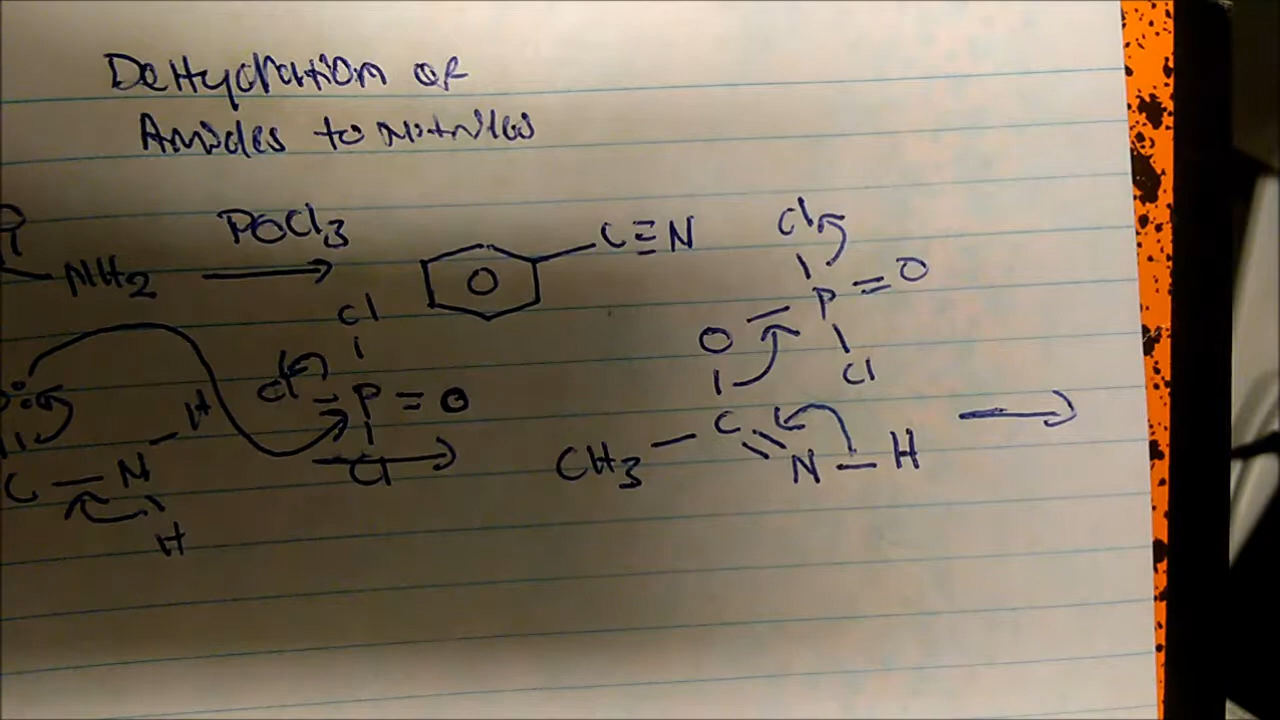 DeHydration of
Amides to Nitriles
POCl3
NH2
C≡N
Cl
Cl
P
=O
Cl
O
C
N
H
H
Cl
P
=O
Cl
O
CH3
C
N
H